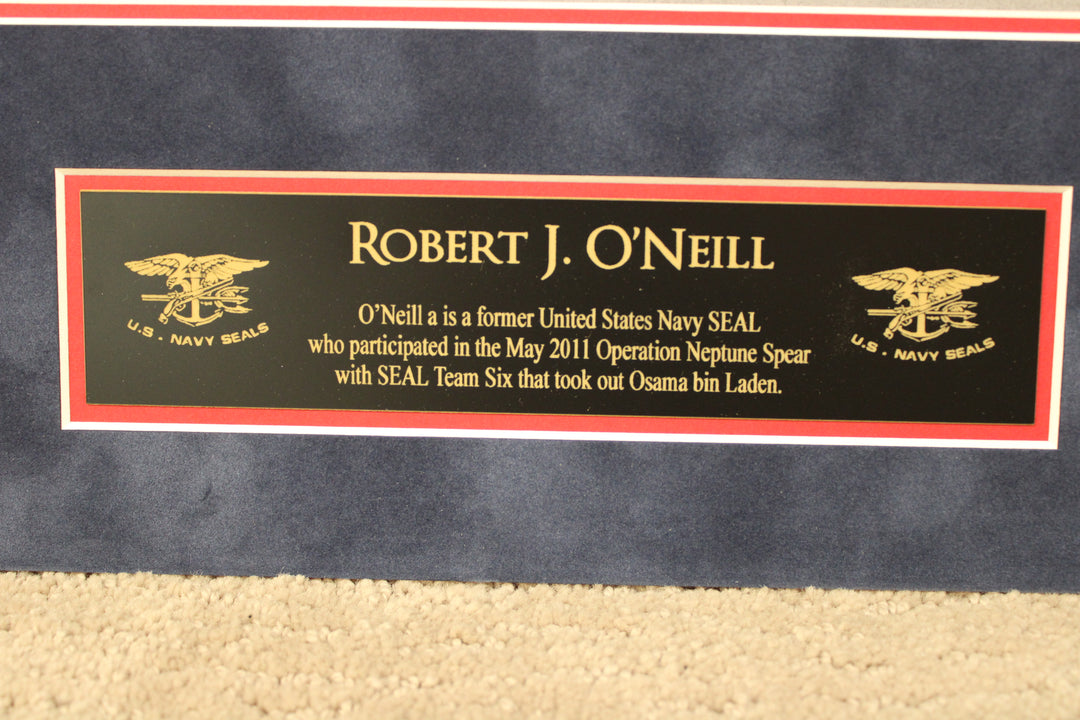 ROBERT J. O'NEILL
O'Neill a is a former United States Navy SEAL
who participated in the May 2011 Operation Neptune Spear
with SEAL Team Six that took out Osama bin Laden.
U.S. NAVY SEALS
U.S. NAVY SEALS